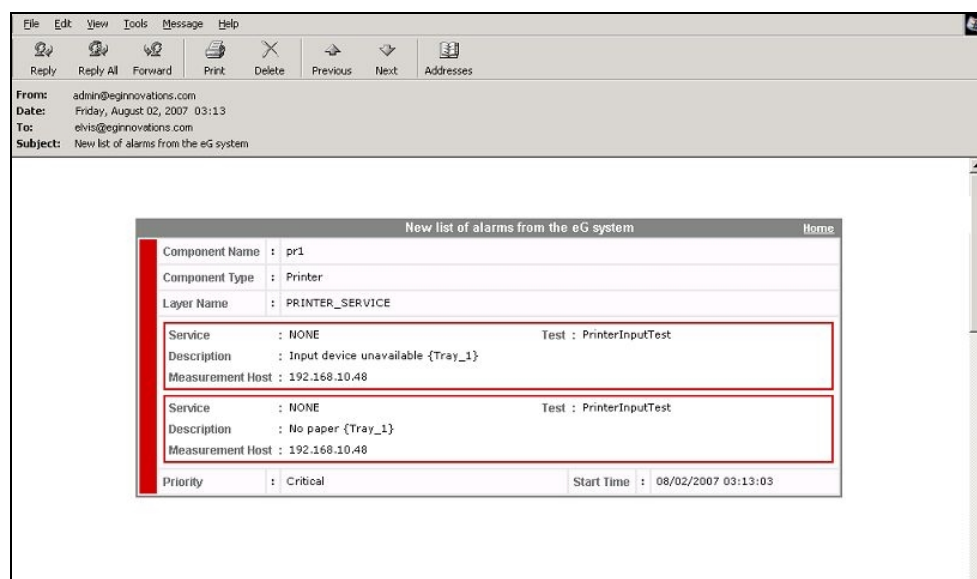 File Edit View Tools Message Help
Reply Reply All Forward Print Delete Previous Next Addresses
From: admin@eginnovations.com
Date: Friday, August 02, 2007 03:13
To: elvis@eginnovations.com
Subject: New list of alarms from the eG system
New list of alarms from the eG system Home
Component Name : pr1
Component Type : Printer
Layer Name : PRINTER_SERVICE
Service : NONE Test : PrinterInputTest
Description : Input device unavailable {Tray_1}
Measurement Host : 192.168.10.48
Service : NONE Test : PrinterInputTest
Description : No paper {Tray_1}
Measurement Host : 192.168.10.48
Priority : Critical Start Time : 08/02/2007 03:13:03